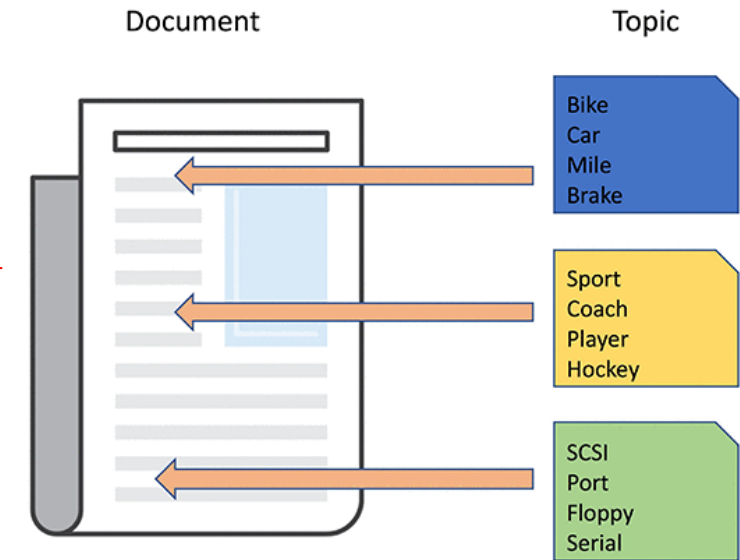 Document
Topic
Bike
Car
Mile
Brake
Sport
Coach
Player
Hockey
SCSI
Port
Floppy
Serial